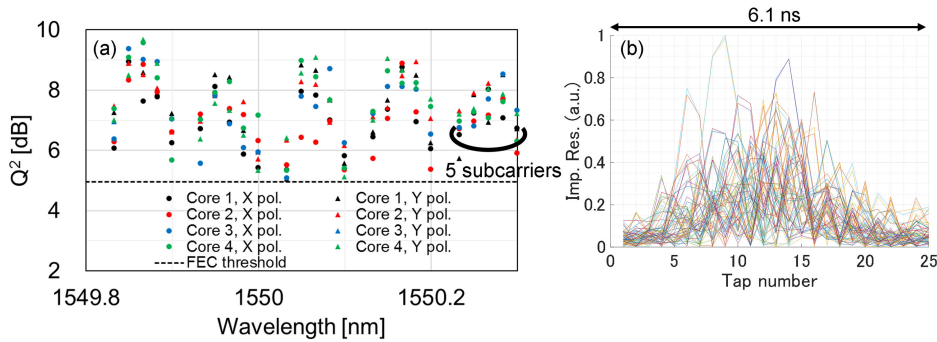 (a)
10
8
6
4
2
Q² [dB]
5 subcarriers
Core 1, X pol.
Core 1, Y pol.
Core 2, X pol.
Core 2, Y pol.
Core 3, X pol.
Core 3, Y pol.
Core 4, X pol.
Core 4, Y pol.
FEC threshold
1549.8
1550
1550.2
Wavelength [nm]
6.1 ns
(b)
1
0.8
0.6
0.4
0.2
0
Imp. Res. (a.u.)
0
5
10
15
20
25
Tap number